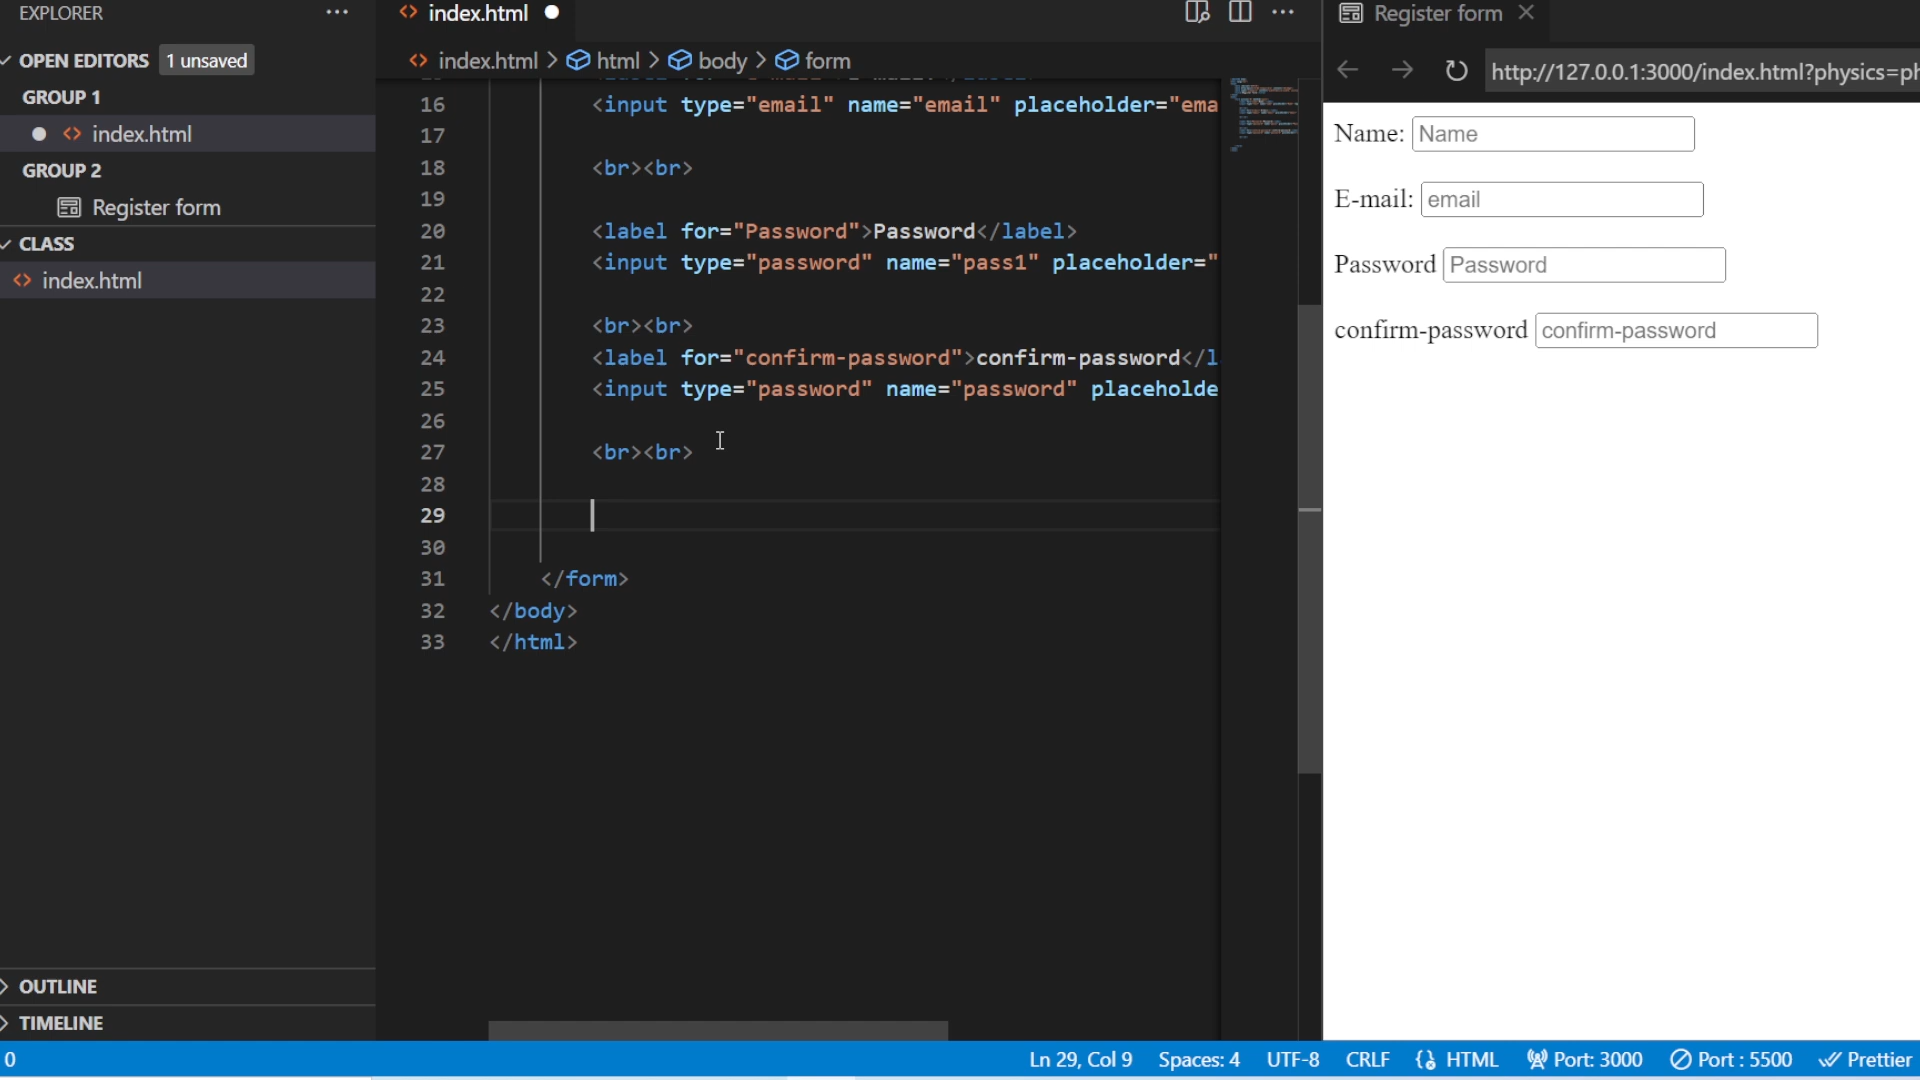 EXPLORER
OPEN EDITORS 1 unsaved
GROUP 1
index.html
GROUP 2
Register form
CLASS
index.html
OUTLINE
TIMELINE
index.html
index.html > html > body > form
16 <input type="email" name="email" placeholder="ema
17
18 <br><br>
19
20 <label for="Password">Password</label>
21 <input type="password" name="pass1" placeholder="
22
23 <br><br>
24 <label for="confirm-password">confirm-password</l
25 <input type="password" name="password" placeholde
26
27 <br><br>
28
29
30
31 </form>
32 </body>
33 </html>
Register form
http://127.0.0.1:3000/index.html?physics=ph
Name: Name
E-mail: email
Password Password
confirm-password confirm-password
0 Ln 29, Col 9 Spaces: 4 UTF-8 CRLF HTML Port: 3000 Port : 5500 Prettier